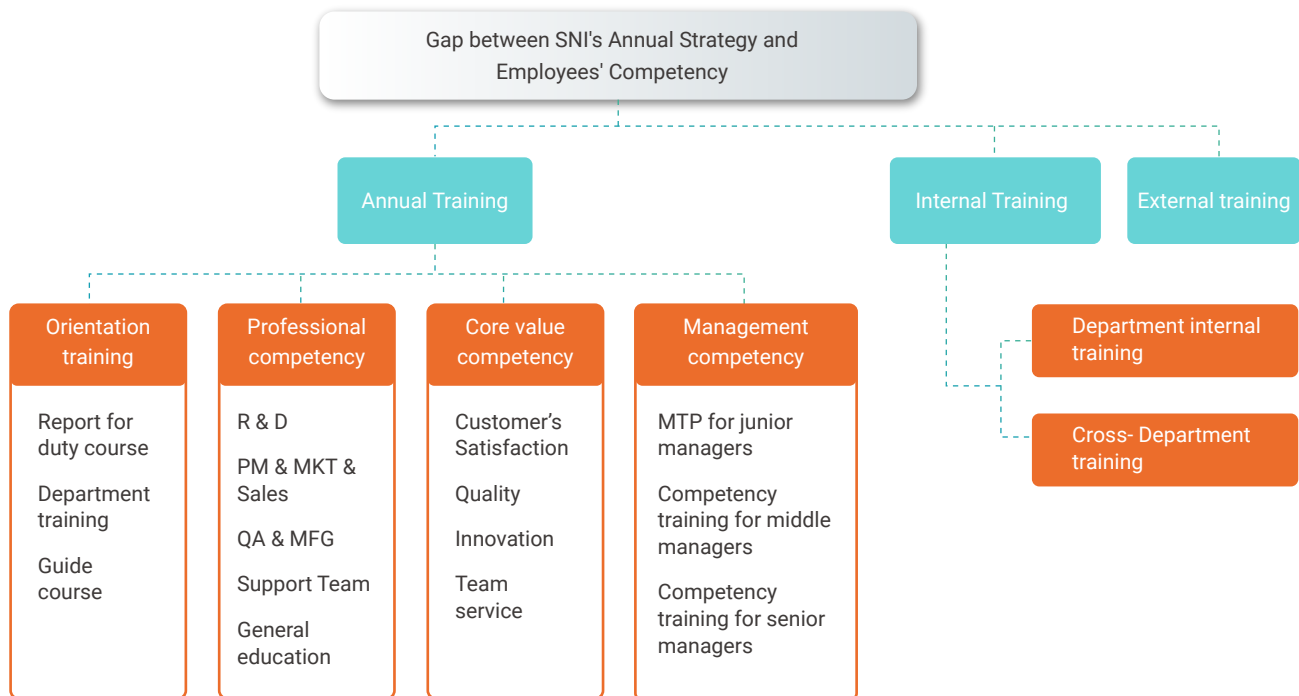 Gap between SNI's Annual Strategy and
Employees' Competency
Annual Training
Internal Training
External training
Orientation
training
Report for
duty course
Department
training
Guide
course
Professional
competency
R & D
PM & MKT &
Sales
QA & MFG
Support Team
General
education
Core value
competency
Customer’s
Satisfaction
Quality
Innovation
Team
service
Management
competency
MTP for junior
managers
Competency
training for middle
managers
Competency
training for senior
managers
Department internal
training
Cross- Department
training